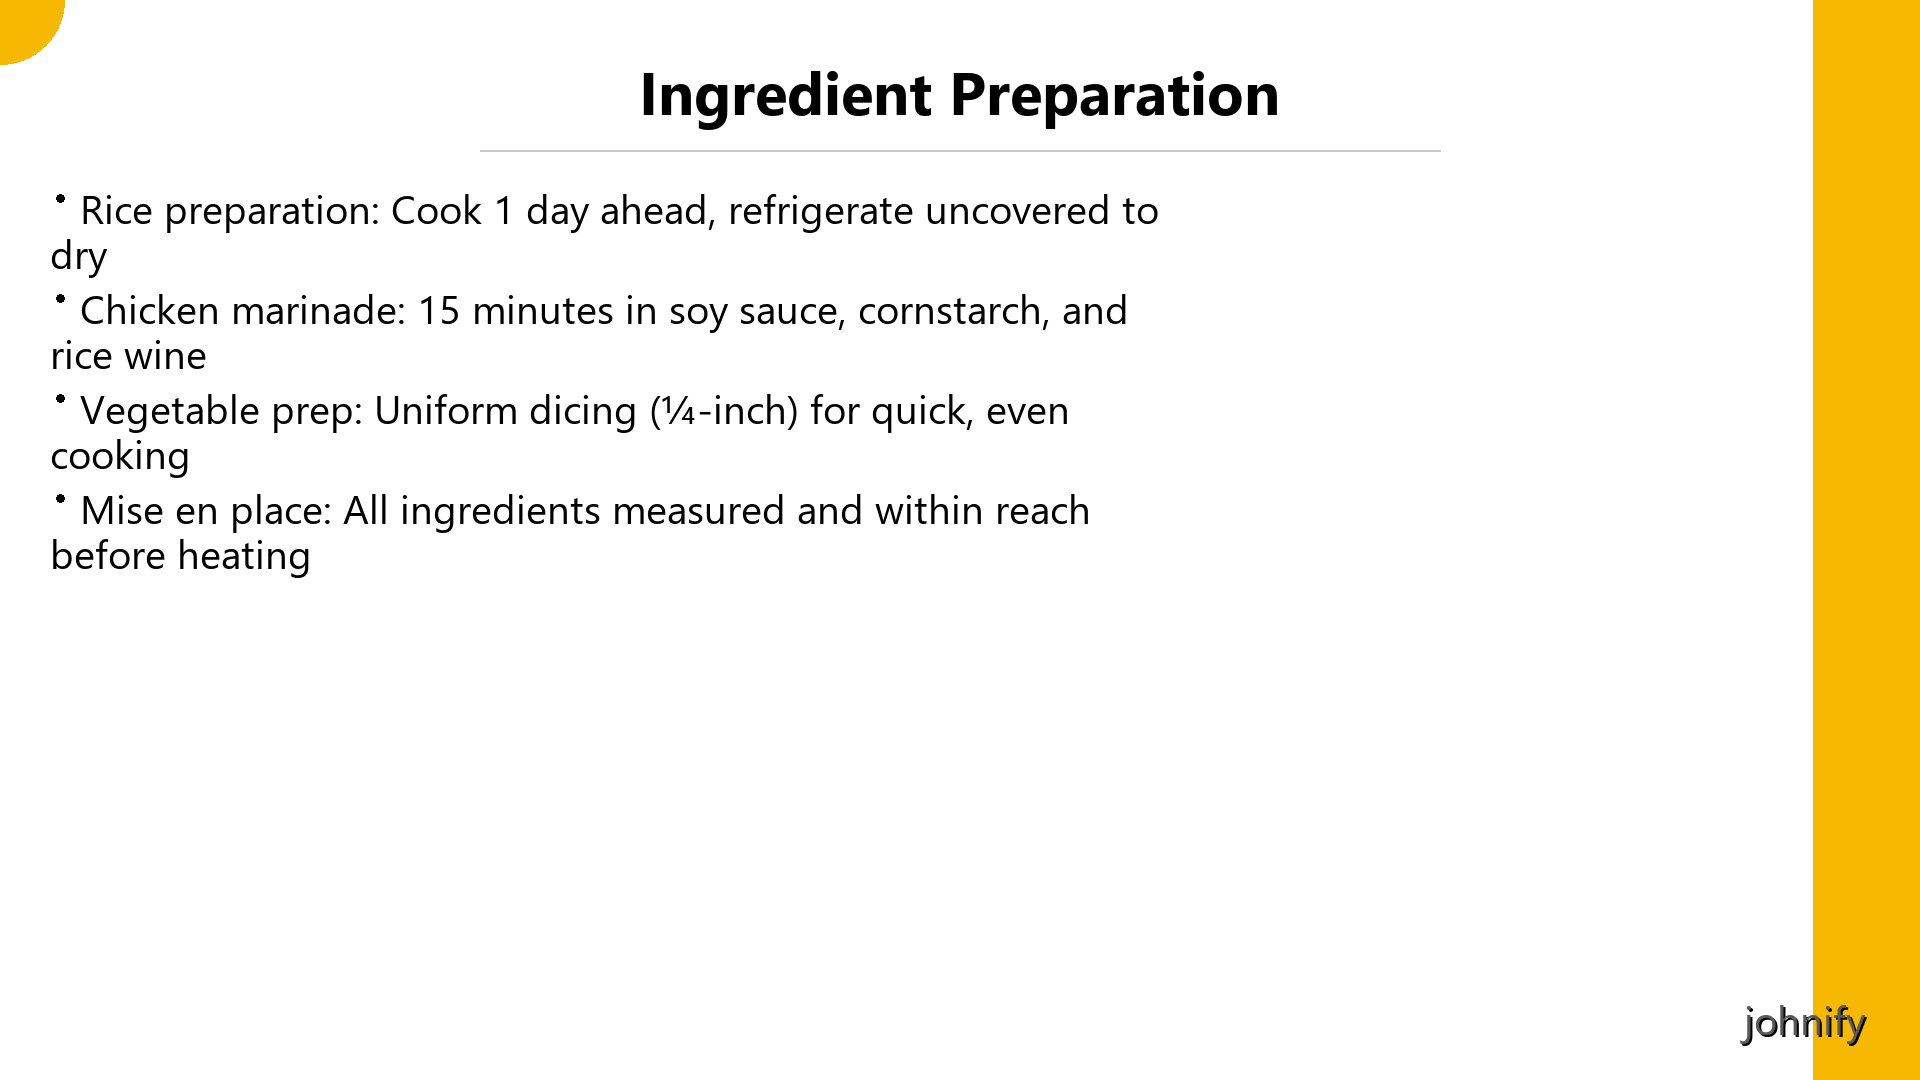 Ingredient Preparation
• Rice preparation: Cook 1 day ahead, refrigerate uncovered to
dry
• Chicken marinade: 15 minutes in soy sauce, cornstarch, and
rice wine
• Vegetable prep: Uniform dicing (¼-inch) for quick, even
cooking
• Mise en place: All ingredients measured and within reach
before heating
johnify